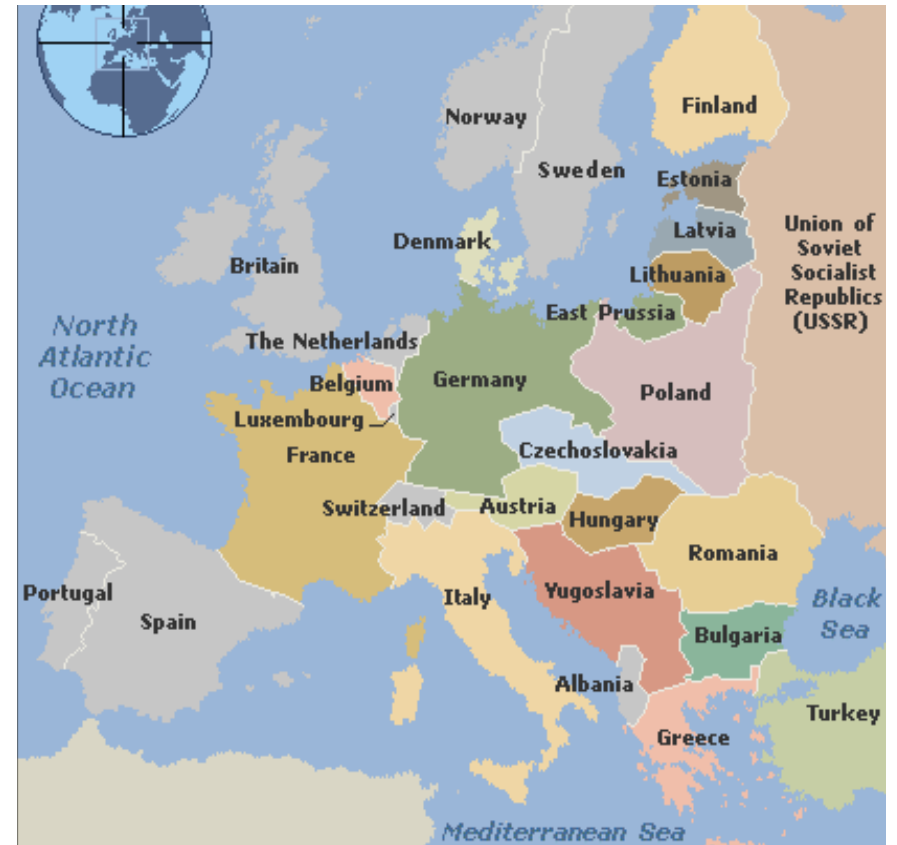 Finland
Norway
Sweden
Estonia
Latvia
Union of
Soviet
Socialist
Republics
(USSR)
Denmark
Britain
Lithuania
East Prussia
North
Atlantic
Ocean
The Netherlands
Belgium
Germany
Poland
Luxembourg
France
Czechoslovakia
Switzerland
Austria
Hungary
Romania
Portugal
Spain
Italy
Yugoslavia
Black
Sea
Bulgaria
Albania
Greece
Turkey
Mediterranean Sea